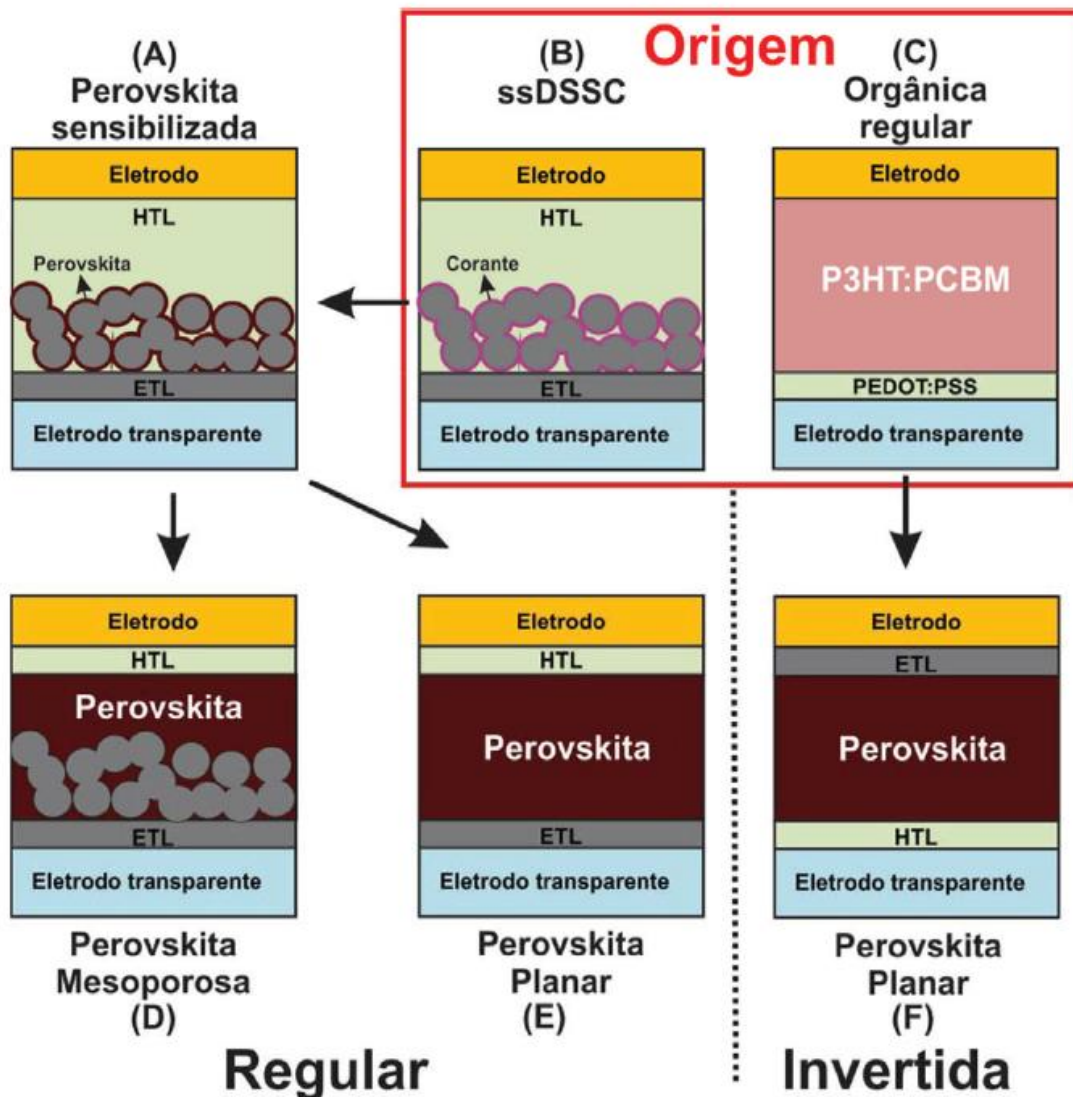 Origem
(A)
Perovskita
sensibilizada
Eletrodo
HTL
Perovskita
ETL
Eletrodo transparente
(B)
ssDSSC
Eletrodo
HTL
Corante
ETL
Eletrodo transparente
(C)
Orgânica
regular
Eletrodo
P3HT:PCBM
PEDOT:PSS
Eletrodo transparente
Eletrodo
HTL
Perovskita
ETL
Eletrodo transparente
Perovskita
Mesoporosa
(D)
Eletrodo
HTL
Perovskita
ETL
Eletrodo transparente
Perovskita
Planar
(E)
Eletrodo
ETL
Perovskita
HTL
Eletrodo transparente
Perovskita
Planar
(F)
Regular
Invertida